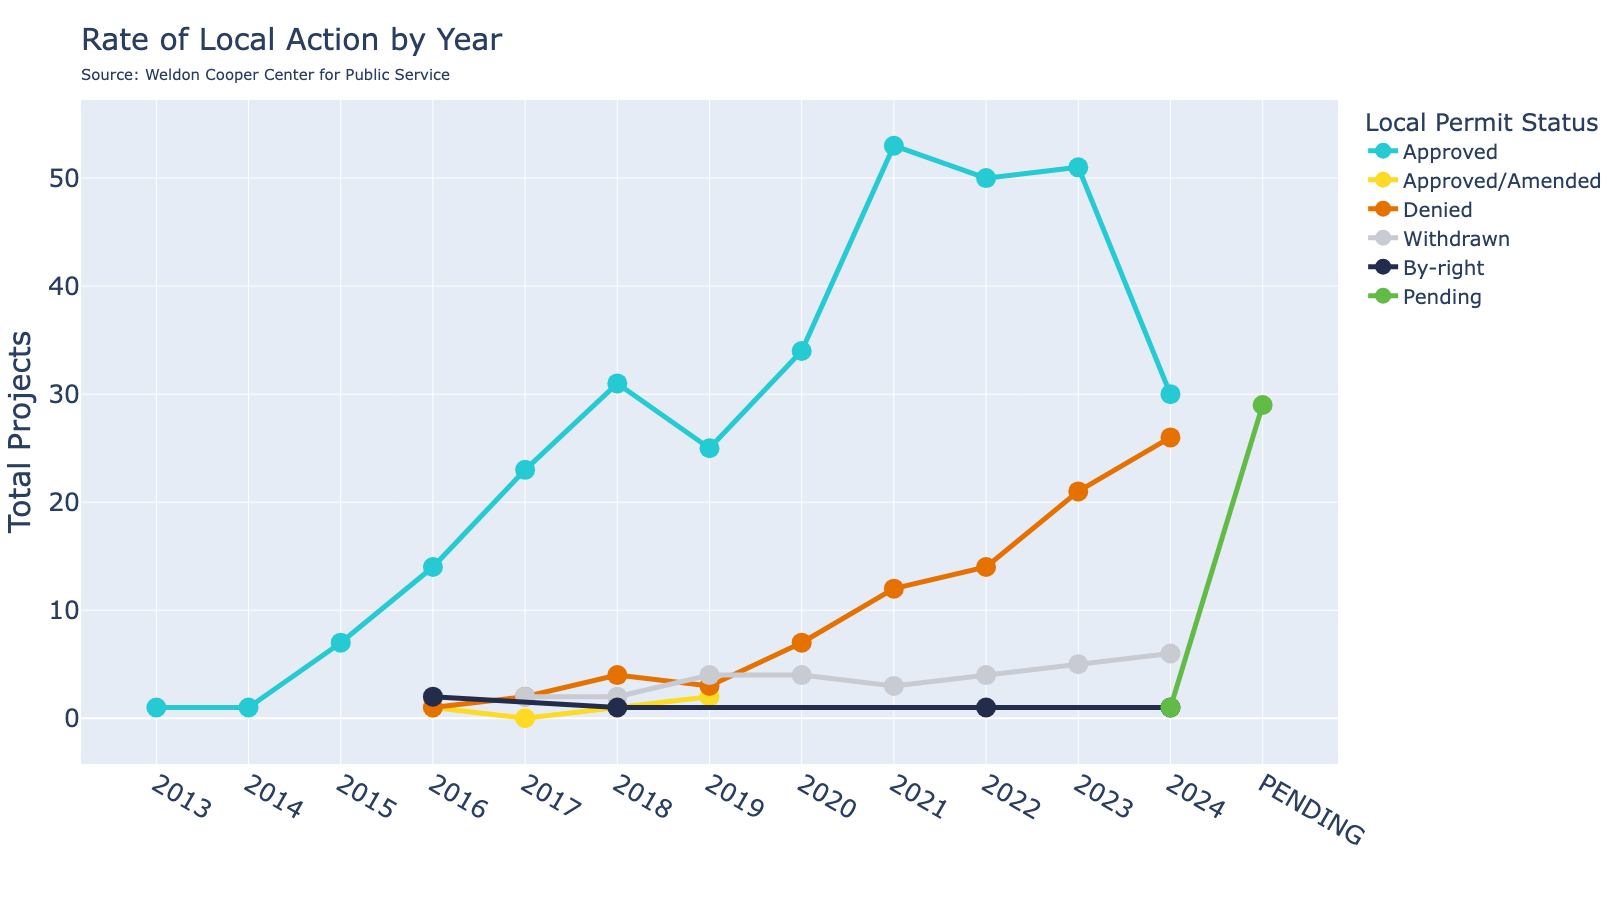 Rate of Local Action by Year
Source: Weldon Cooper Center for Public Service
Local Permit Status
Approved
Approved/Amended
Denied
Withdrawn
By-right
Pending
Total Projects
50
40
30
20
10
0
2013
2014
2015
2016
2017
2018
2019
2020
2021
2022
2023
2024
PENDING